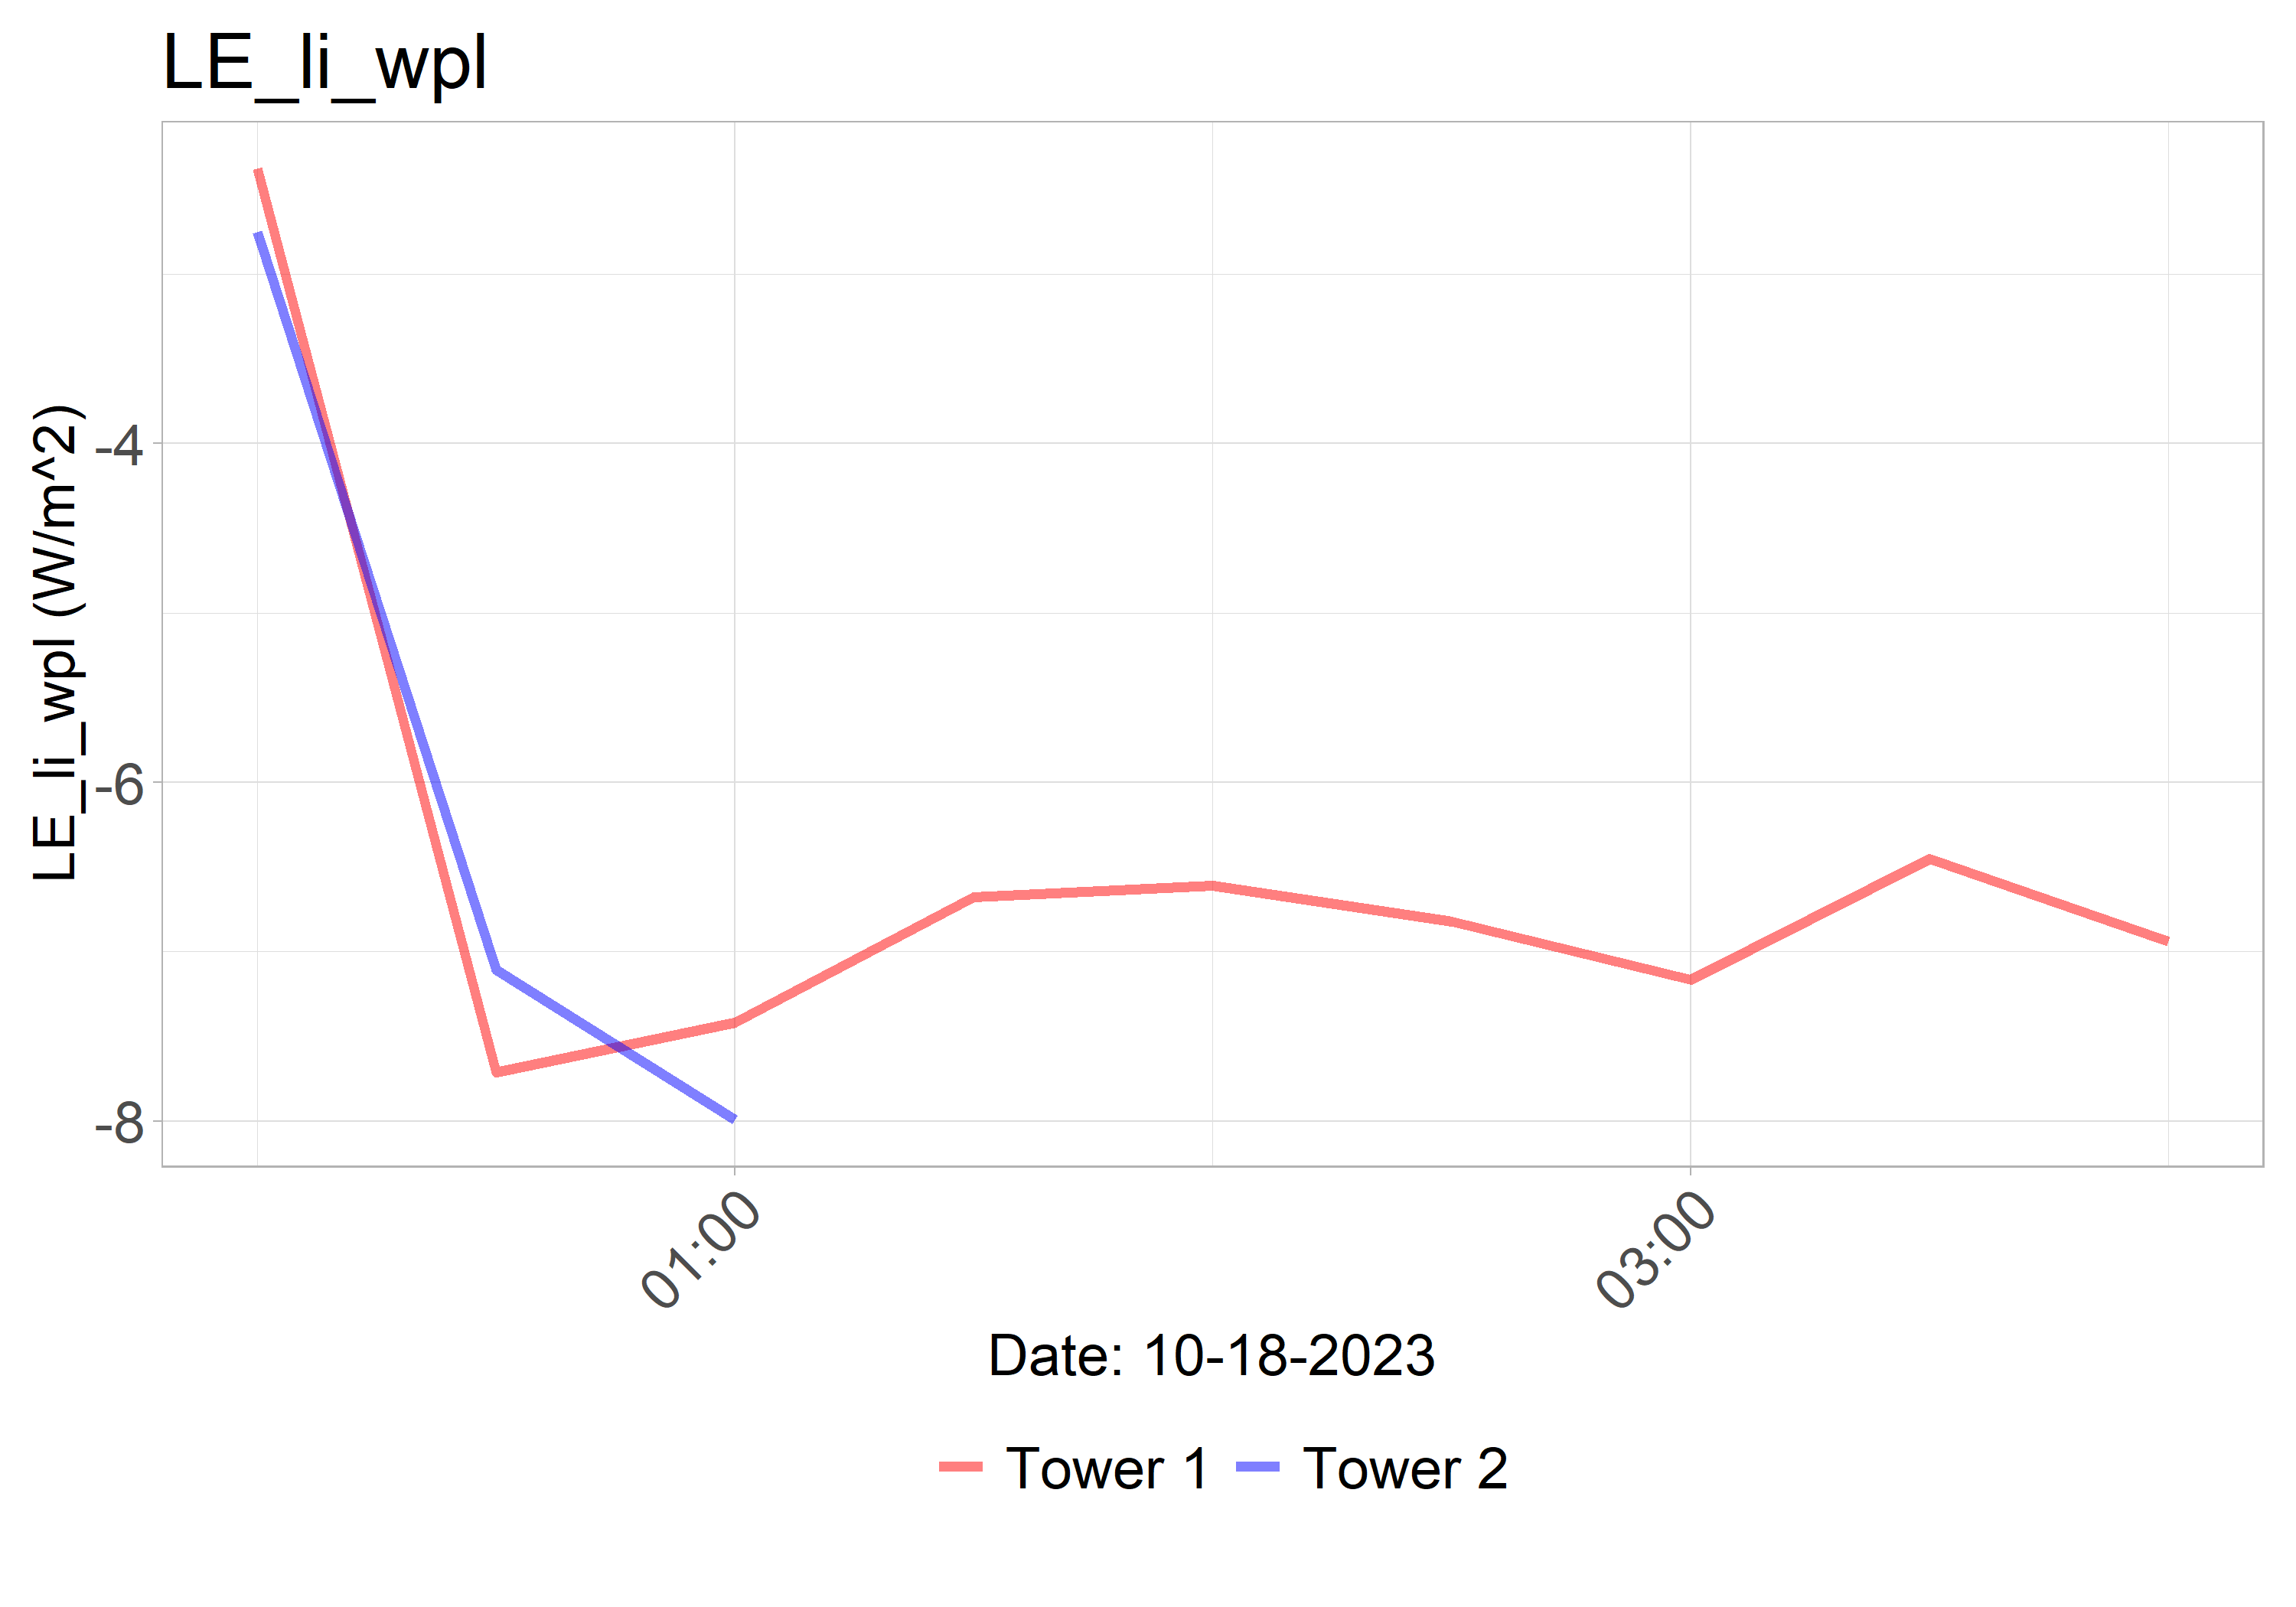 LE_li_wpl
LE_li_wpl (W/m^2)
-4
-6
-8
01:00
03:00
Date: 10-18-2023
Tower 1
Tower 2